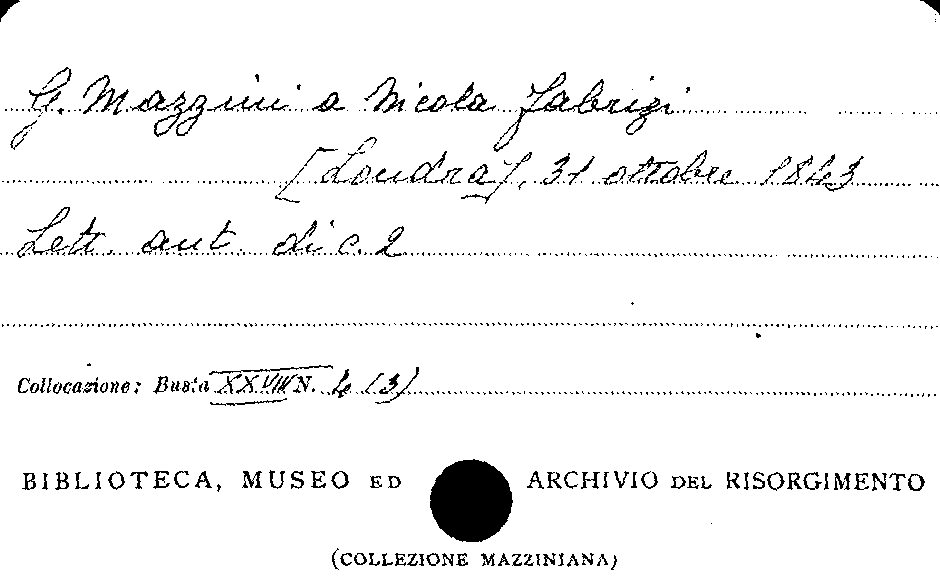 G. Mazzini a Nicola Fabrizi
[Londra], 31 ottobre 1843
Lett. aut. di c. 2
Collocazione: Busta XXVIII N. 4 (3)
BIBLIOTECA, MUSEO ED ARCHIVIO DEL RISORGIMENTO
(COLLEZIONE MAZZINIANA)